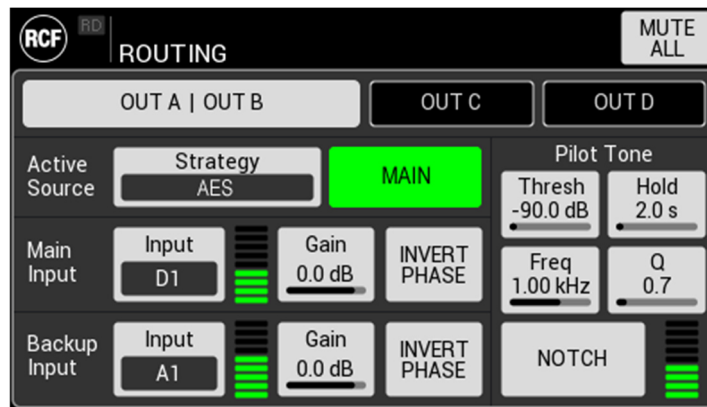 RCF
RD
ROUTING
MUTE
ALL
OUT A | OUT B
OUT C
OUT D
Active
Source
Strategy
AES
MAIN
Pilot Tone
Thresh
-90.0 dB
Hold
2.0 s
Main
Input
Input
D1
Gain
0.0 dB
INVERT
PHASE
Freq
1.00 kHz
Q
0.7
Backup
Input
Input
A1
Gain
0.0 dB
INVERT
PHASE
NOTCH